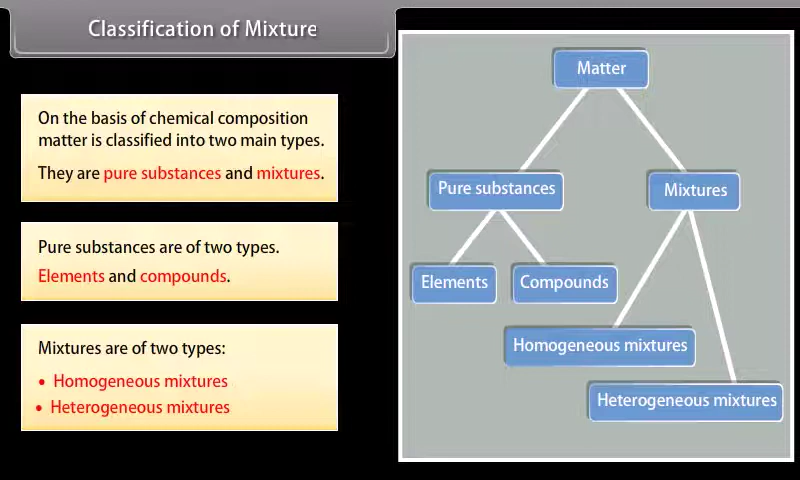 Classification of Mixture
On the basis of chemical composition
matter is classified into two main types.
They are pure substances and mixtures.
Pure substances are of two types.
Elements and compounds.
Mixtures are of two types:
• Homogeneous mixtures
• Heterogeneous mixtures
Matter
Pure substances
Mixtures
Elements
Compounds
Homogeneous mixtures
Heterogeneous mixtures